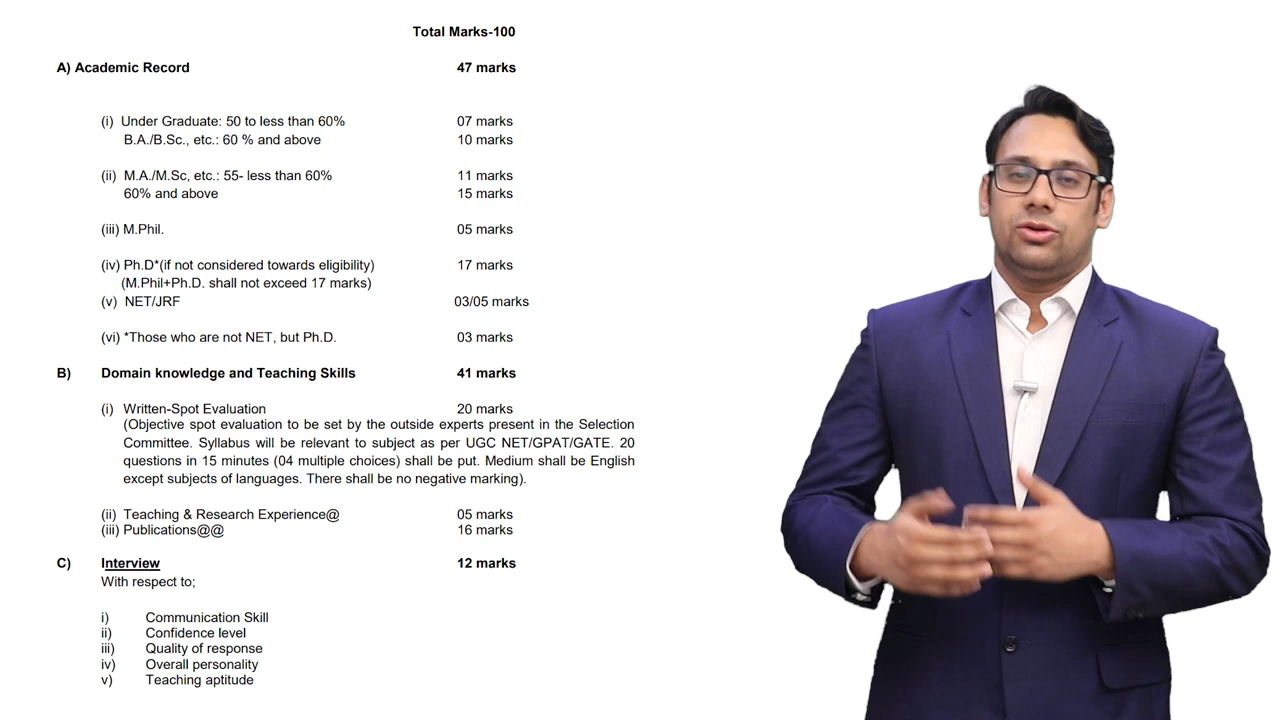 Total Marks-100
A) Academic Record 47 marks
(i) Under Graduate: 50 to less than 60% 07 marks
B.A./B.Sc., etc.: 60 % and above 10 marks
(ii) M.A./M.Sc, etc.: 55- less than 60% 11 marks
60% and above 15 marks
(iii) M.Phil. 05 marks
(iv) Ph.D*(if not considered towards eligibility) 17 marks
(M.Phil+Ph.D. shall not exceed 17 marks)
(v) NET/JRF 03/05 marks
(vi) *Those who are not NET, but Ph.D. 03 marks
B) Domain knowledge and Teaching Skills 41 marks
(i) Written-Spot Evaluation 20 marks
(Objective spot evaluation to be set by the outside experts present in the Selection
Committee. Syllabus will be relevant to subject as per UGC NET/GPAT/GATE. 20
questions in 15 minutes (04 multiple choices) shall be put. Medium shall be English
except subjects of languages. There shall be no negative marking).
(ii) Teaching & Research Experience@ 05 marks
(iii) Publications@@ 16 marks
C) Interview 12 marks
With respect to;
i) Communication Skill
ii) Confidence level
iii) Quality of response
iv) Overall personality
v) Teaching aptitude